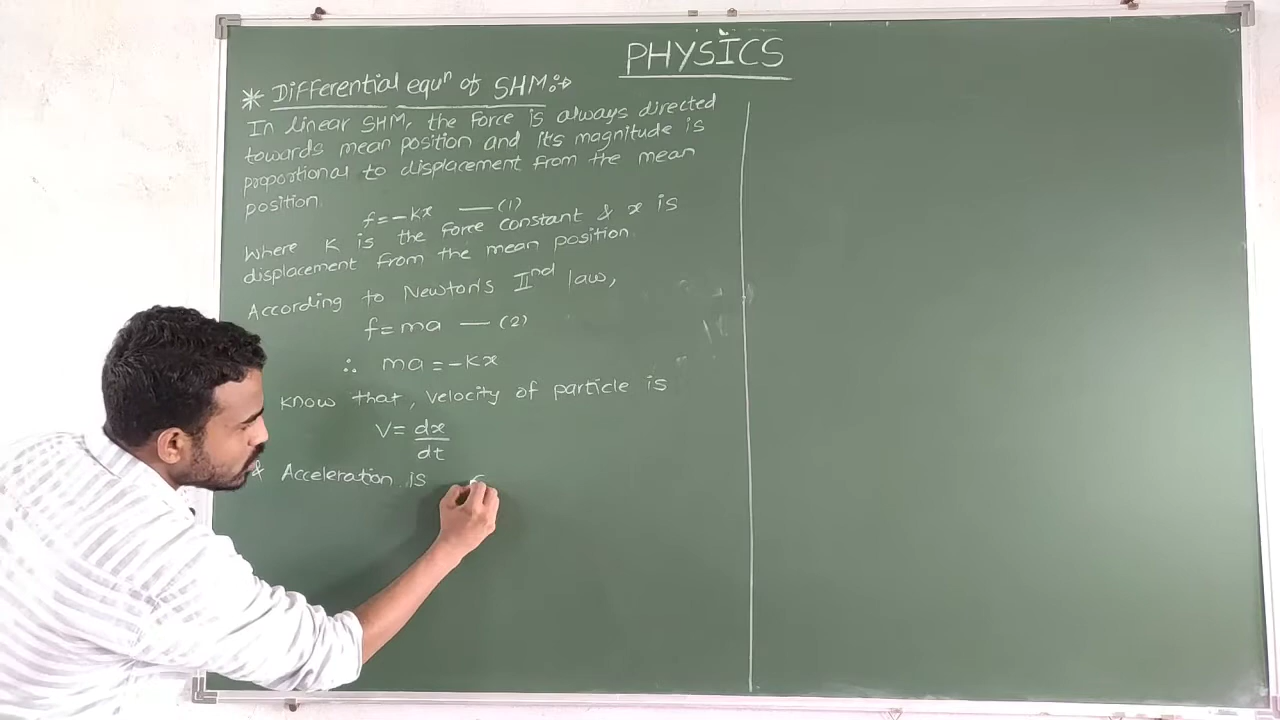 PHYSICS
* Differential equⁿ of SHM :→
In linear SHM, the force is always directed
towards mean position and its magnitude is
proportional to displacement from the mean
position.
f = -kx — (1)
Where K is the force constant & x is
displacement from the mean position.
According to Newton's IInd law,
f = ma — (2)
∴ ma = -kx
know that, velocity of particle is
V = dx
dt
& Acceleration is